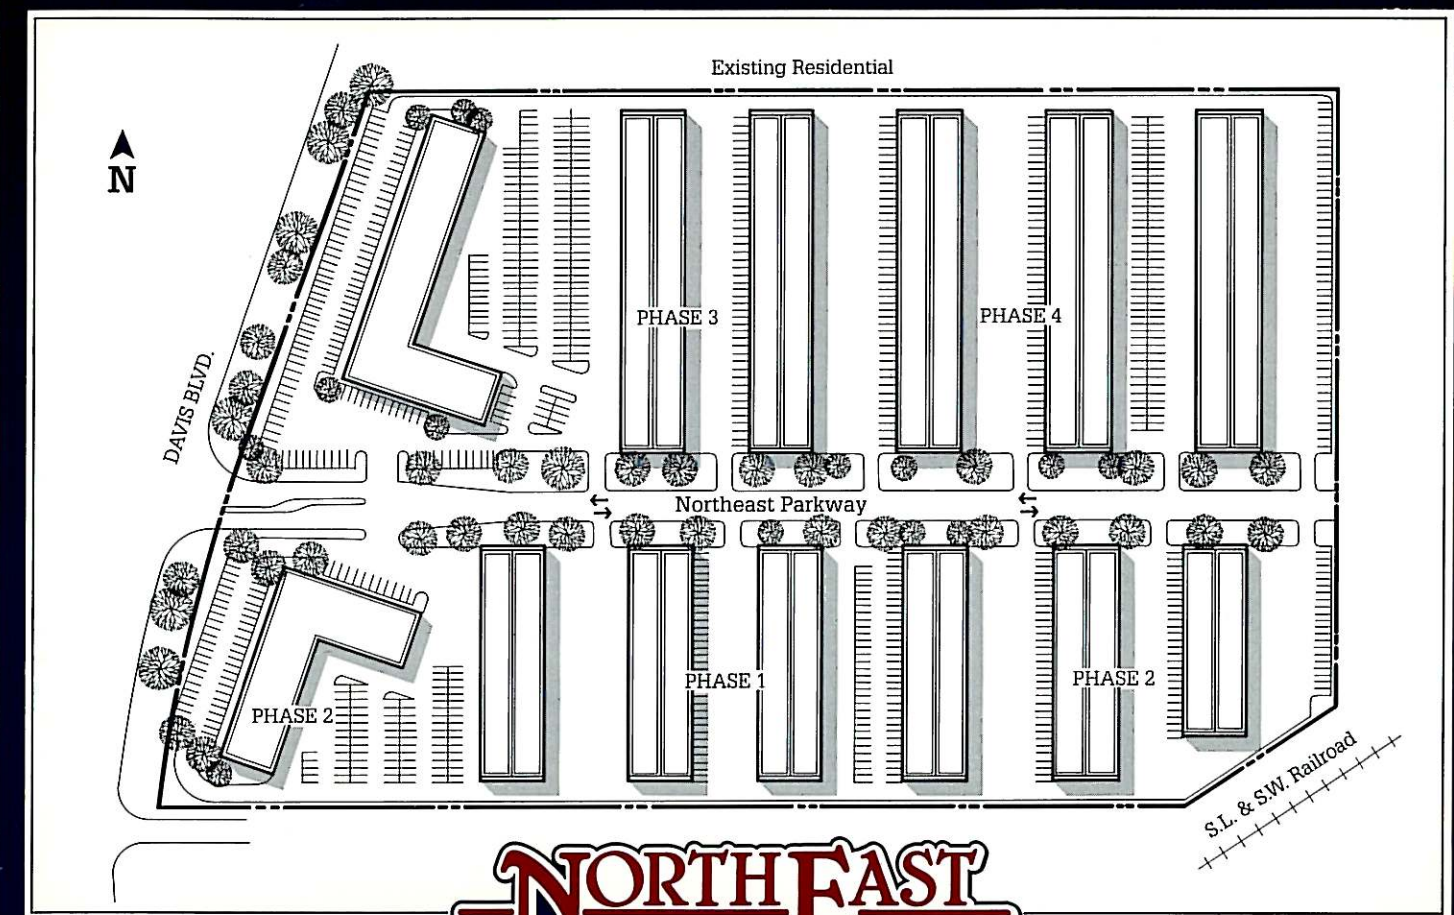 Existing Residential
N
PHASE 3
PHASE 4
DAVIS BLVD.
Northeast Parkway
PHASE 1
PHASE 2
PHASE 2
S.L. & S.W. Railroad
NORTHEAST